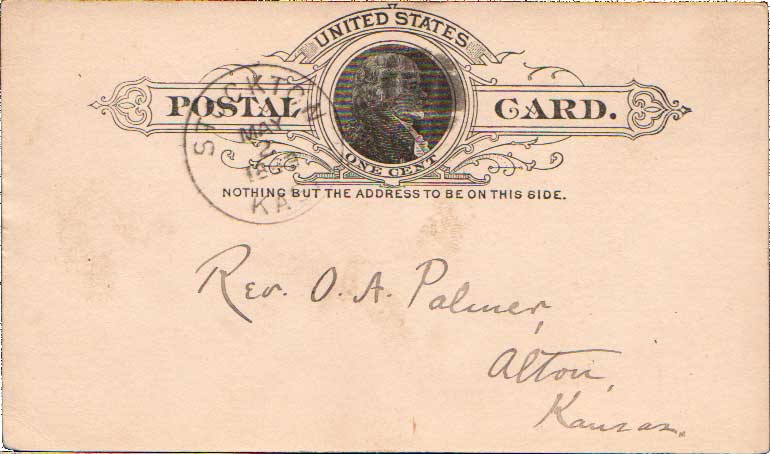 UNITED STATES
POSTAL CARD.
ONE CENT
STOCKTON
MAY
2
KAS
NOTHING BUT THE ADDRESS TO BE ON THIS SIDE.
Rev. O. A. Palmer,
Alton,
Kansas.